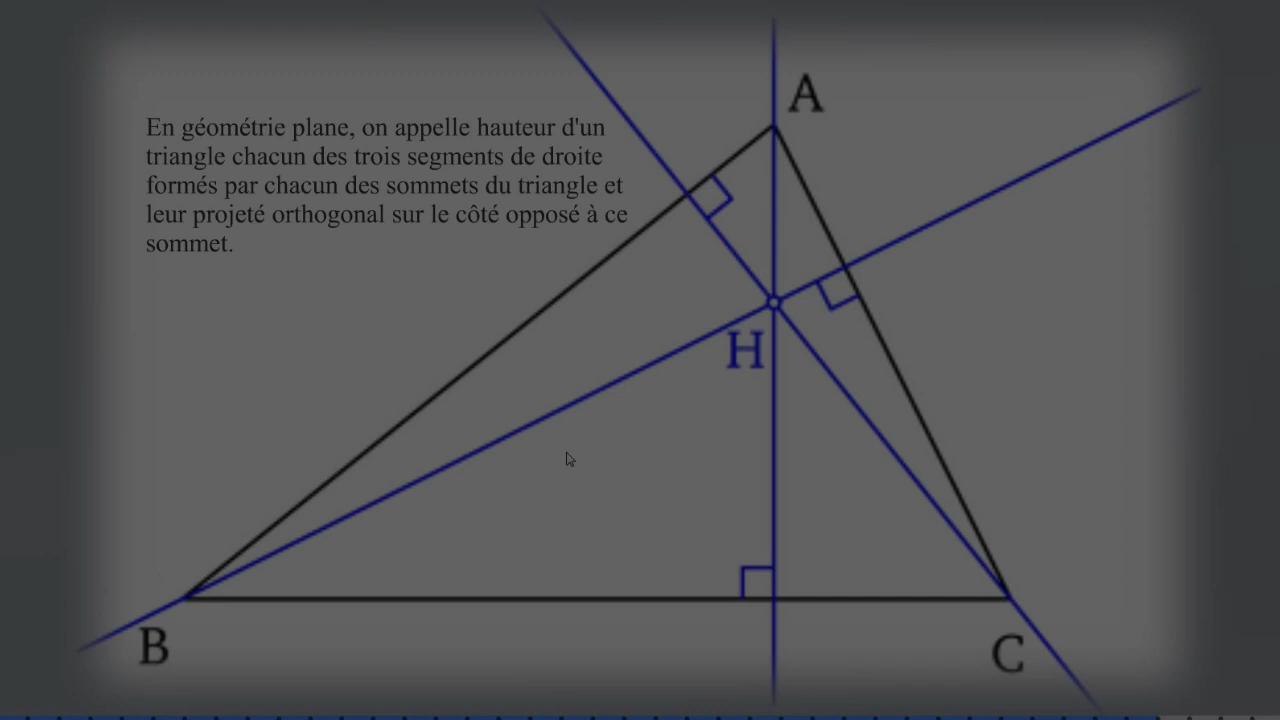 A
En géométrie plane, on appelle hauteur d'un
triangle chacun des trois segments de droite
formés par chacun des sommets du triangle et
leur projeté orthogonal sur le côté opposé à ce
sommet.
H
B
C